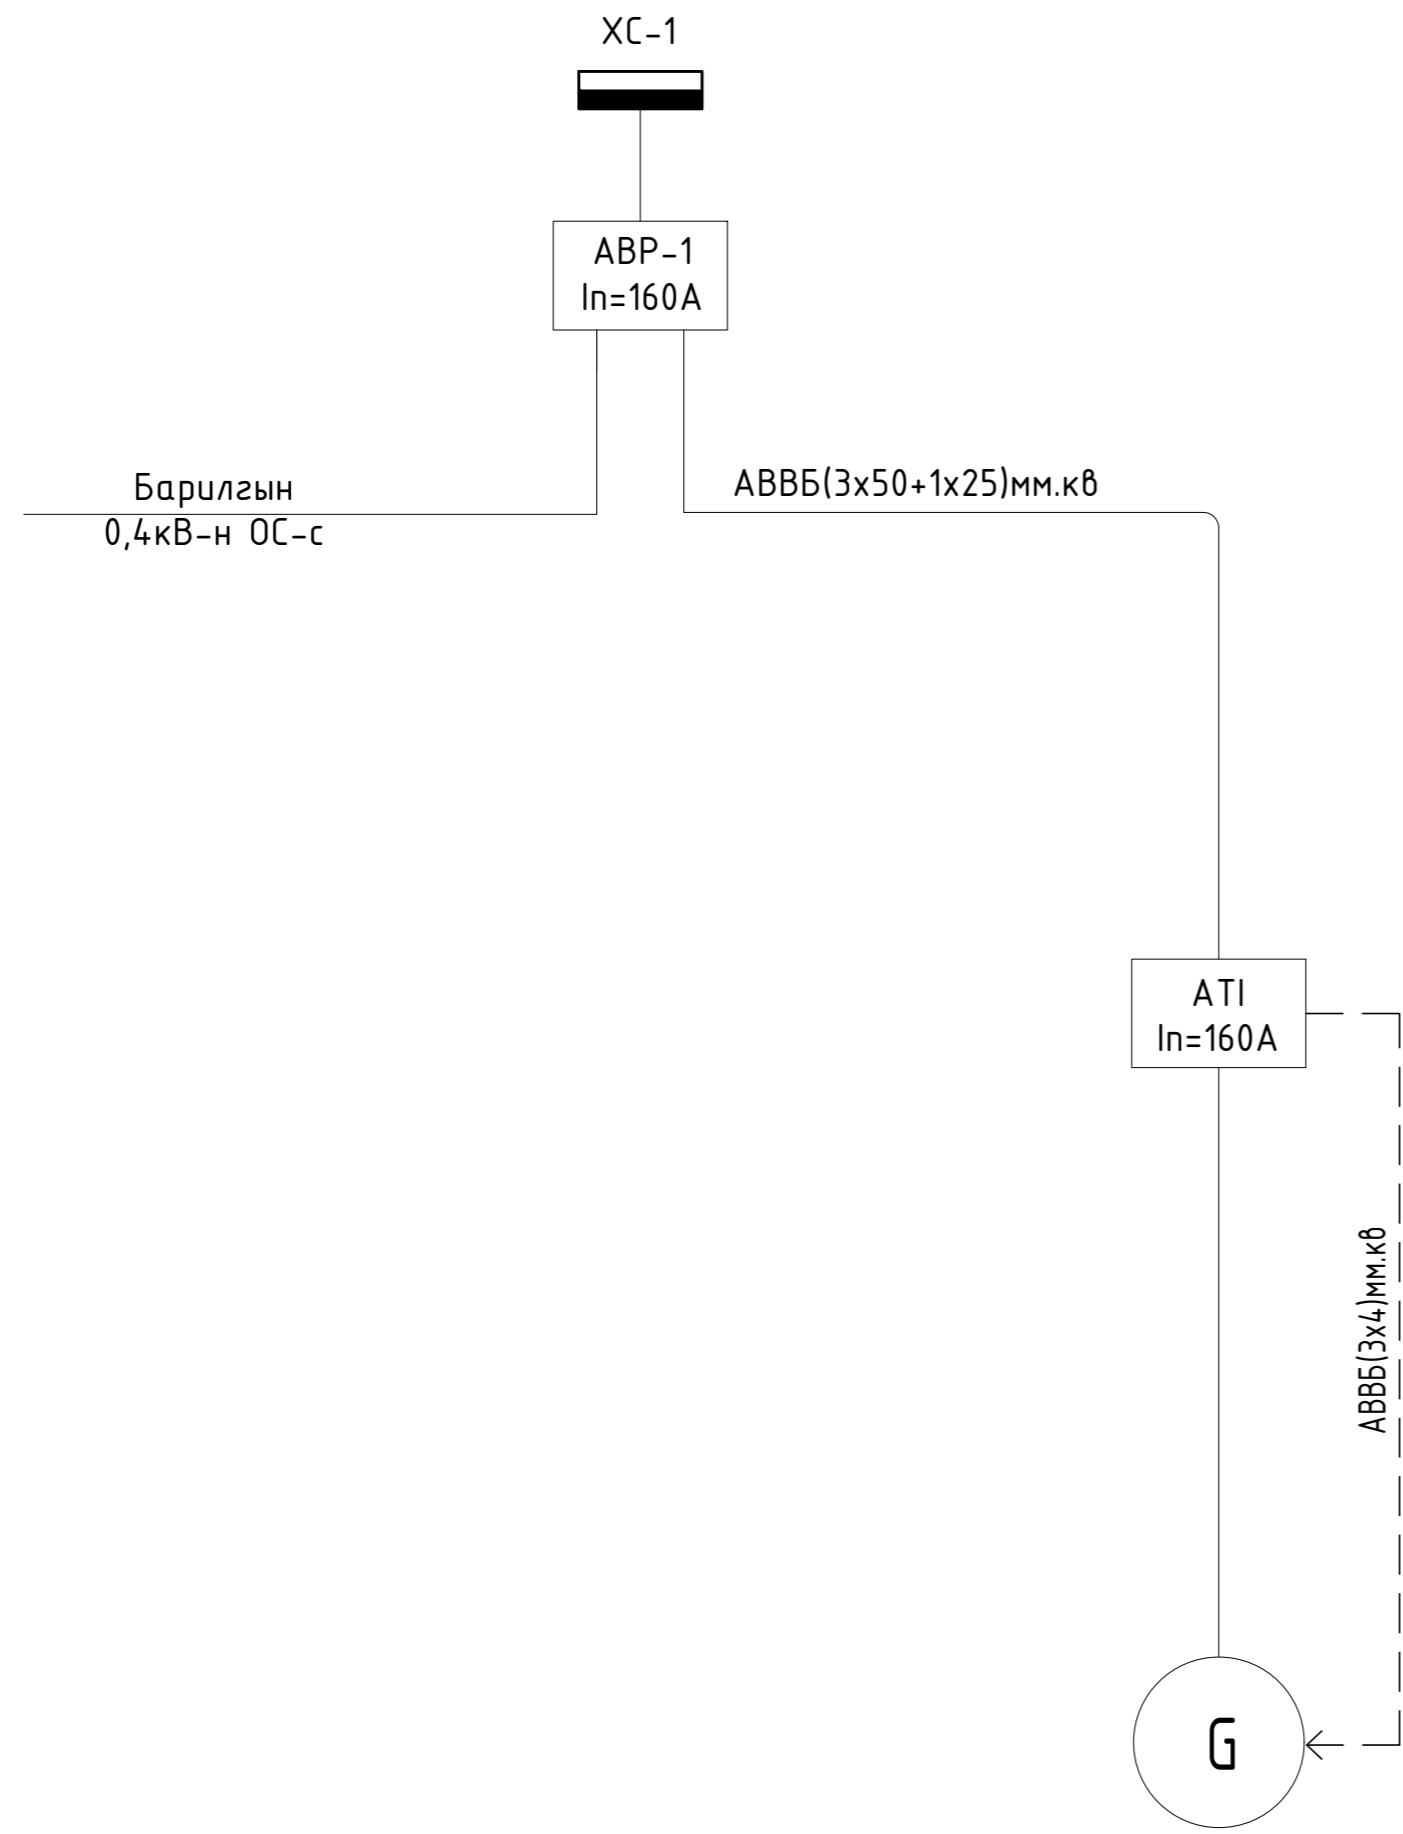 ХС-1
АВР-1
In=160A
АВВБ(3х50+1х25)мм.кв
Барилгын
0,4кВ-н ОС-с
ATI
In=160A
АВВБ(3х4)мм.кв
G